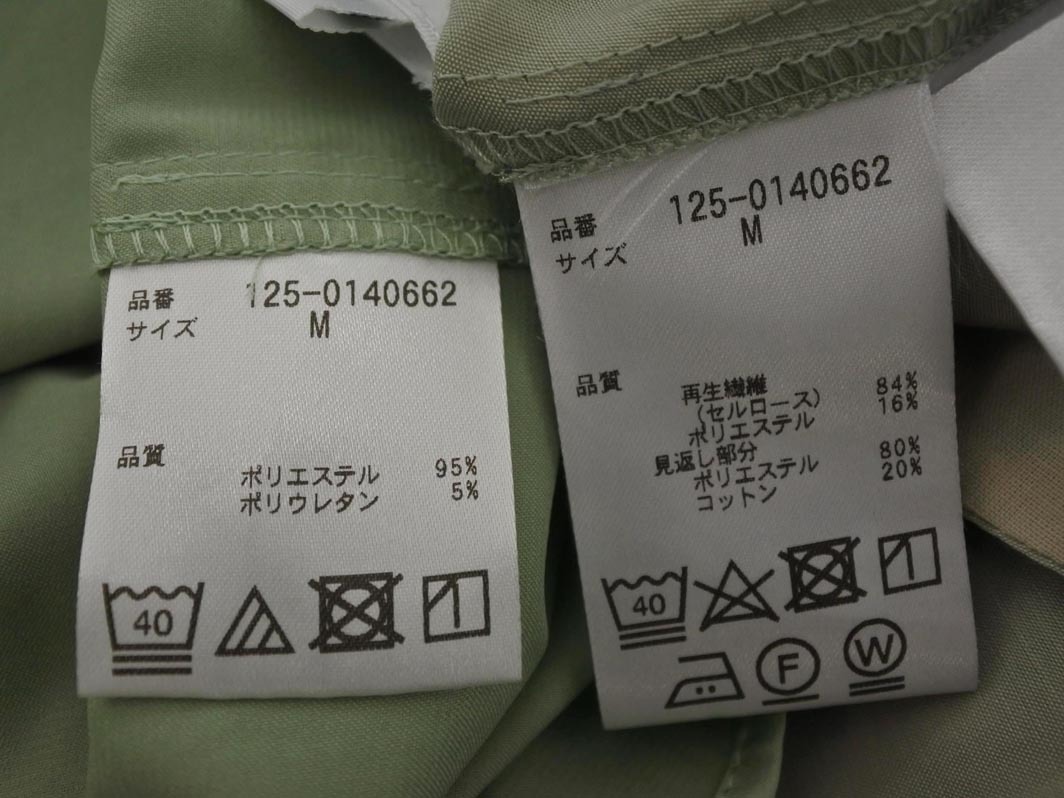 品番 125-0140662
サイズ M
品質
ポリエステル 95%
ポリウレタン 5%
40
品番 125-0140662
サイズ M
品質 再生繊維 84%
(セルロース) 16%
ポリエステル
見返し部分 80%
ポリエステル 20%
コットン
40
F W